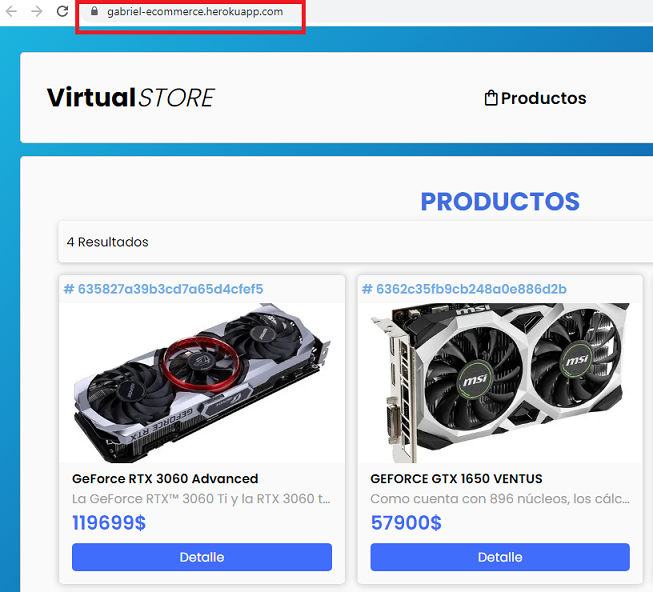 gabriel-ecommerce.herokuapp.com
VirtualSTORE
Productos
PRODUCTOS
4 Resultados
# 635827a39b3cd7a65d4cfef5
# 6362c35fb9cb248a0e886d2b
GEFORCE RTX
msi
msi
msi
GeForce RTX 3060 Advanced
GEFORCE GTX 1650 VENTUS
La GeForce RTX™ 3060 Ti y la RTX 3060 t...
Como cuenta con 896 núcleos, los cálc...
119699$
57900$
Detalle
Detalle